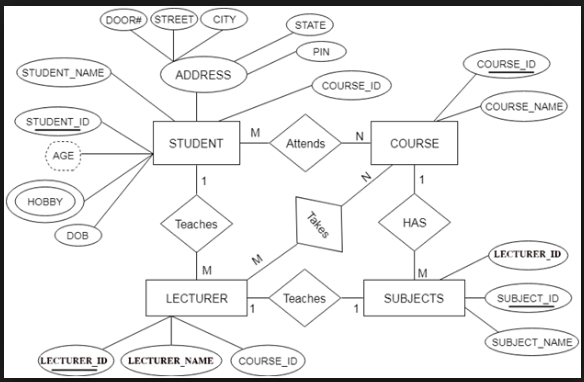 DOOR#
STREET
CITY
STATE
PIN
ADDRESS
STUDENT_NAME
COURSE_ID
COURSE_ID
COURSE_NAME
STUDENT_ID
STUDENT
M
Attends
N
COURSE
AGE
HOBBY
DOB
1
Teaches
M
Takes
N
M
1
HAS
M
LECTURER
1
Teaches
1
SUBJECTS
LECTURER_ID
SUBJECT_ID
SUBJECT_NAME
LECTURER_ID
LECTURER_NAME
COURSE_ID